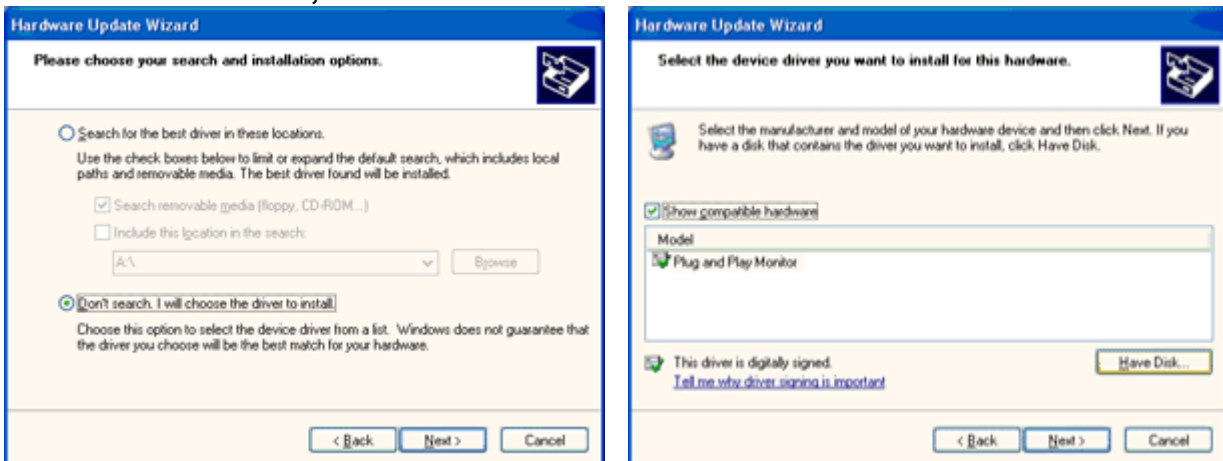 Hardware Update Wizard
Please choose your search and installation options.
Search for the best driver in these locations.
Use the check boxes below to limit or expand the default search, which includes local
paths and removable media. The best driver found will be installed.
Search removable media (floppy, CD-ROM...)
Include this location in the search:
A:\
Browse
Don't search. I will choose the driver to install.
Choose this option to select the device driver from a list. Windows does not guarantee that
the driver you choose will be the best match for your hardware.
< Back Next > Cancel
Hardware Update Wizard
Select the device driver you want to install for this hardware.
Select the manufacturer and model of your hardware device and then click Next. If you
have a disk that contains the driver you want to install, click Have Disk.
Show compatible hardware
Model
Plug and Play Monitor
This driver is digitally signed.
Have Disk...
Tell me why driver signing is important
< Back Next > Cancel